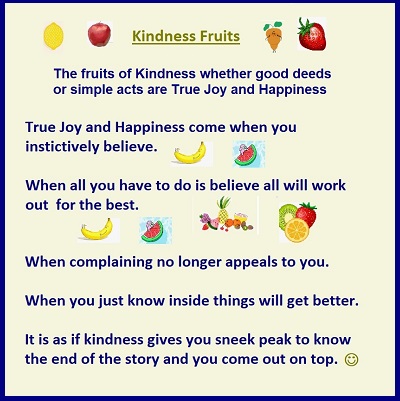 Kindness Fruits
The fruits of Kindness whether good deeds
or simple acts are True Joy and Happiness
True Joy and Happiness come when you
instictively believe.
When all you have to do is believe all will work
out for the best.
When complaining no longer appeals to you.
When you just know inside things will get better.
It is as if kindness gives you sneek peak to know
the end of the story and you come out on top.